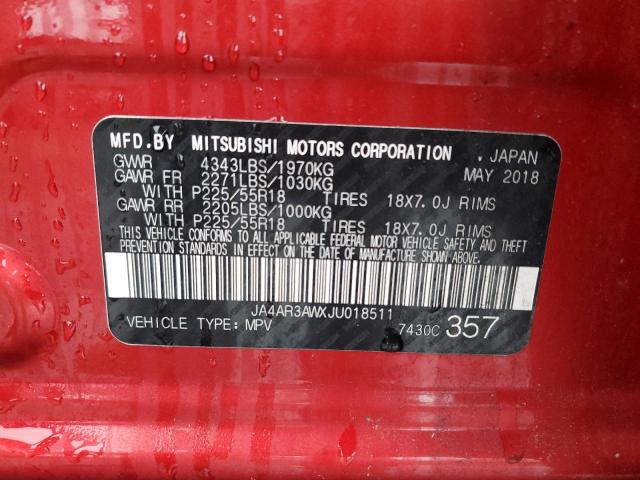 MFD.BY MITSUBISHI MOTORS CORPORATION . JAPAN
GVWR 4343LBS/1970KG MAY 2018
GAWR FR 2271LBS/1030KG
WITH P225/55R18 TIRES 18X7.0J RIMS
GAWR RR 2205LBS/1000KG
WITH P225/55R18 TIRES 18X7.0J RIMS
THIS VEHICLE CONFORMS TO ALL APPLICABLE FEDERAL MOTOR VEHICLE SAFETY AND THEFT
PREVENTION STANDARDS IN EFFECT ON THE DATE OF MANUFACTURE SHOWN ABOVE.
JA4AR3AWXJU018511
VEHICLE TYPE: MPV 7430C 357